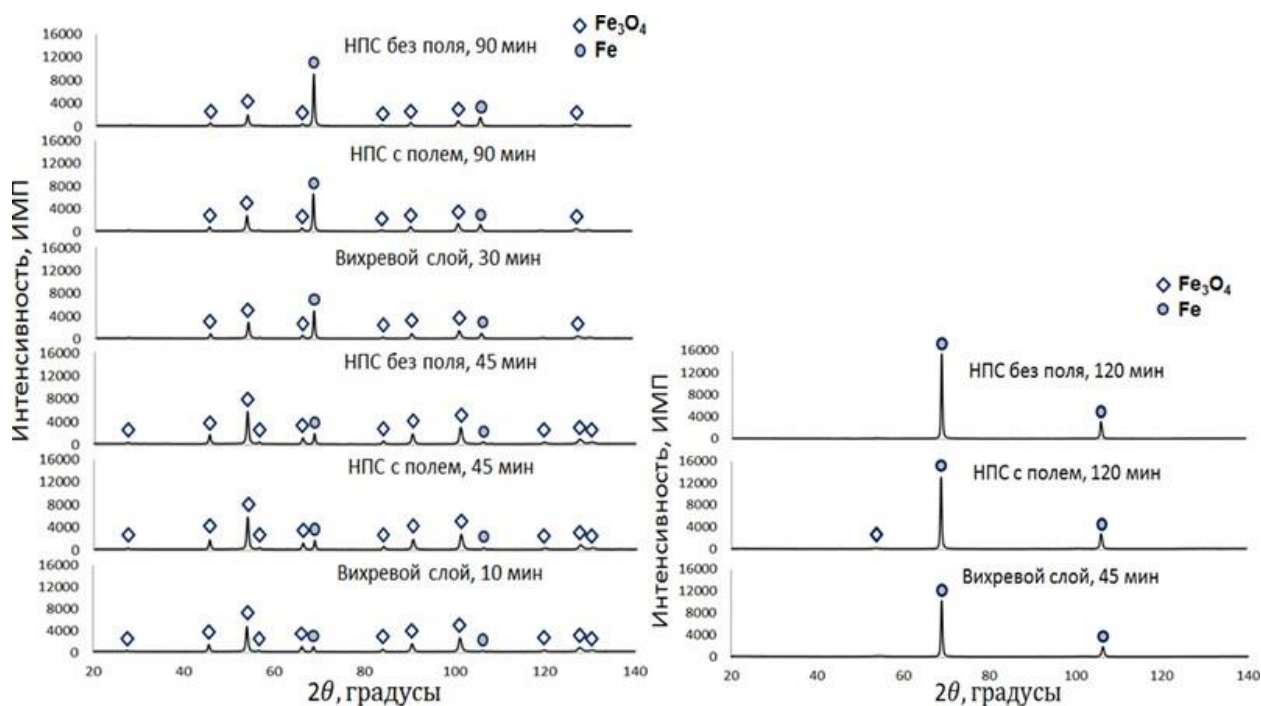 Fe3O4
Fe
Интенсивность, ИМП
НПС без поля, 90 мин
16000
12000
8000
4000
0
НПС с полем, 90 мин
16000
12000
8000
4000
0
Вихревой слой, 30 мин
16000
12000
8000
4000
0
НПС без поля, 45 мин
16000
12000
8000
4000
0
НПС с полем, 45 мин
16000
12000
8000
4000
0
Вихревой слой, 10 мин
16000
12000
8000
4000
0
20 40 60 80 100 120 140
2θ, градусы
Fe3O4
Fe
Интенсивность, ИМП
НПС без поля, 120 мин
16000
12000
8000
4000
0
НПС с полем, 120 мин
16000
12000
8000
4000
0
Вихревой слой, 45 мин
16000
12000
8000
4000
0
20 40 60 80 100 120 140
2θ, градусы